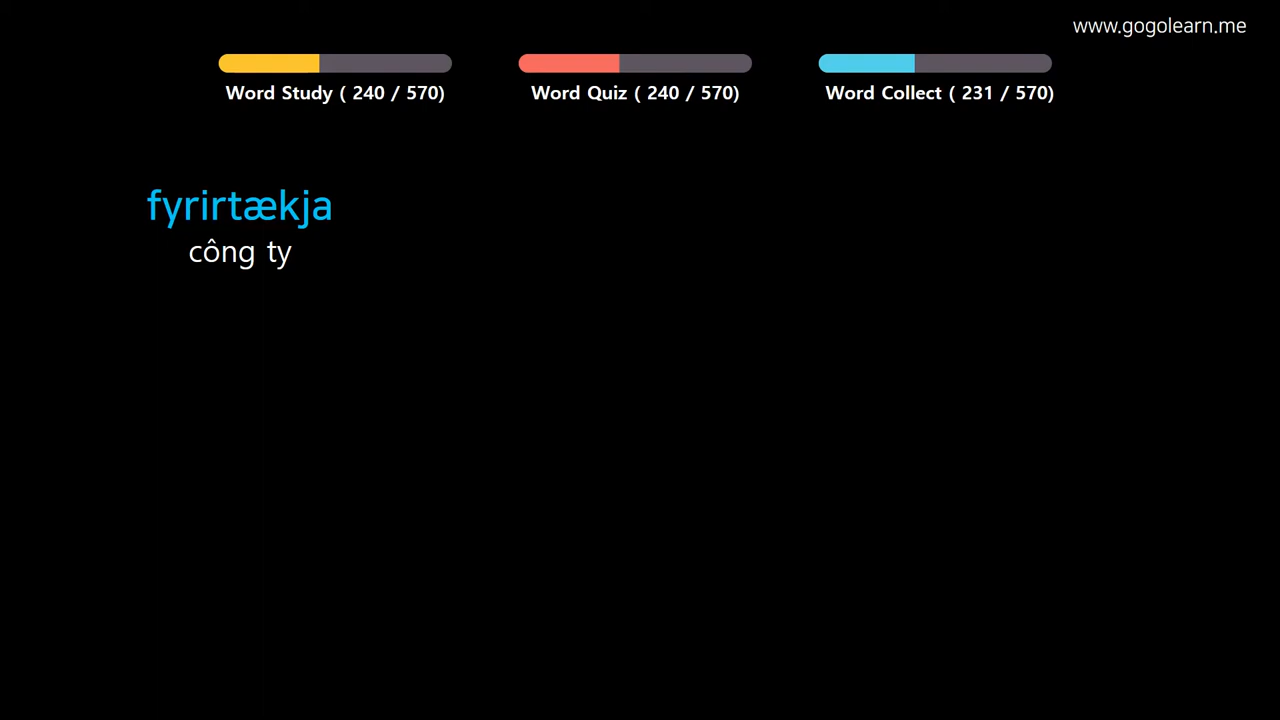 www.gogolearn.me
Word Study ( 240 / 570)
Word Quiz ( 240 / 570)
Word Collect ( 231 / 570)
fyrirtækja
công ty